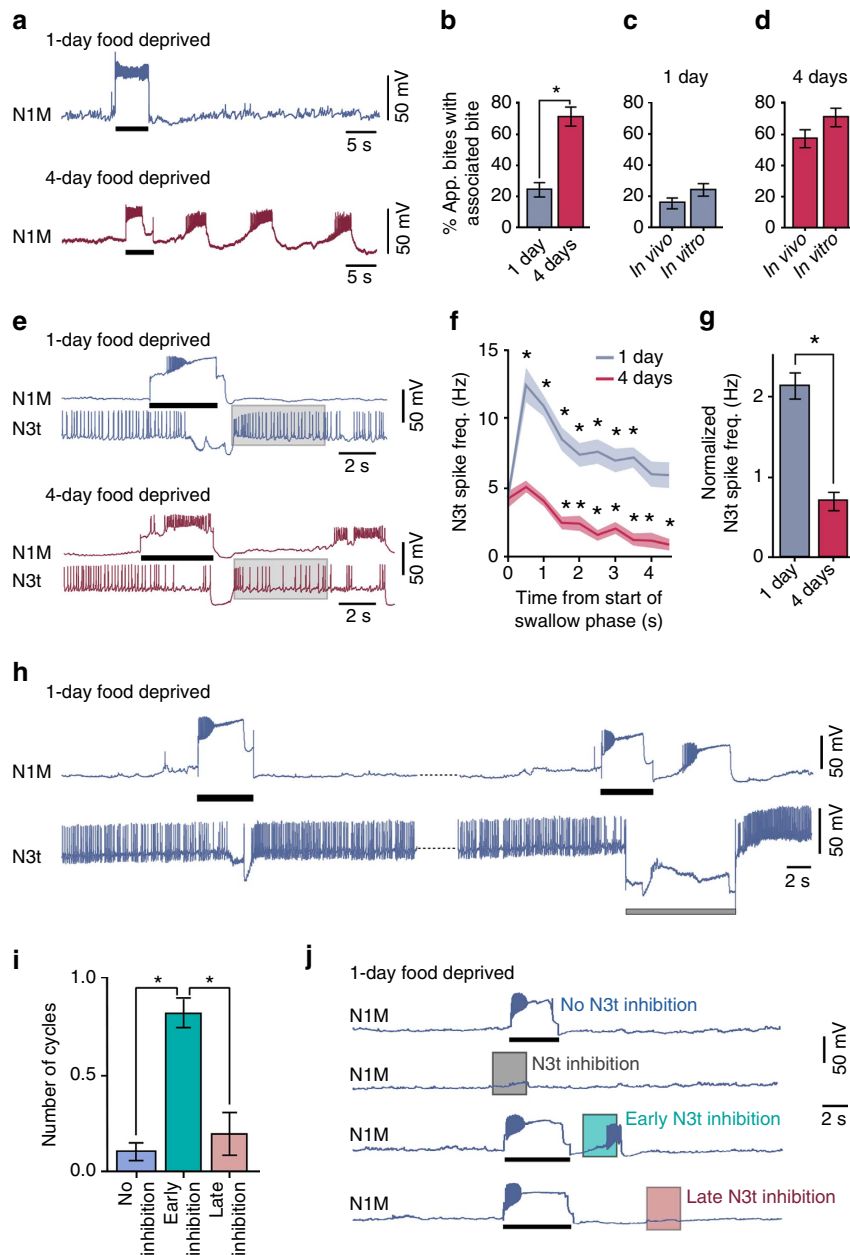 a
1-day food deprived
N1M
50 mV
5 s
4-day food deprived
N1M
50 mV
5 s
b
% App. bites with
associated bite
80
60
40
20
0
*
1 day
4 days
c
1 day
80
60
40
20
0
In vivo
In vitro
d
4 days
80
60
40
20
0
In vivo
In vitro
e
1-day food deprived
N1M
N3t
50 mV
2 s
4-day food deprived
N1M
N3t
50 mV
2 s
f
N3t spike freq. (Hz)
15
10
5
0
1 day
4 days
* * * * * * * *
* * * * * * *
0 1 2 3 4
Time from start of
swallow phase (s)
g
Normalized
N3t spike freq. (Hz)
2
1
0
*
1 day
4 days
h
1-day food deprived
N1M
50 mV
N3t
50 mV
2 s
i
Number of cycles
1.0
0.5
0.0
* *
No
inhibition
Early
inhibition
Late
inhibition
j
1-day food deprived
N1M
No N3t inhibition
N1M
N3t inhibition
N1M
Early N3t inhibition
N1M
Late N3t inhibition
50 mV
2 s